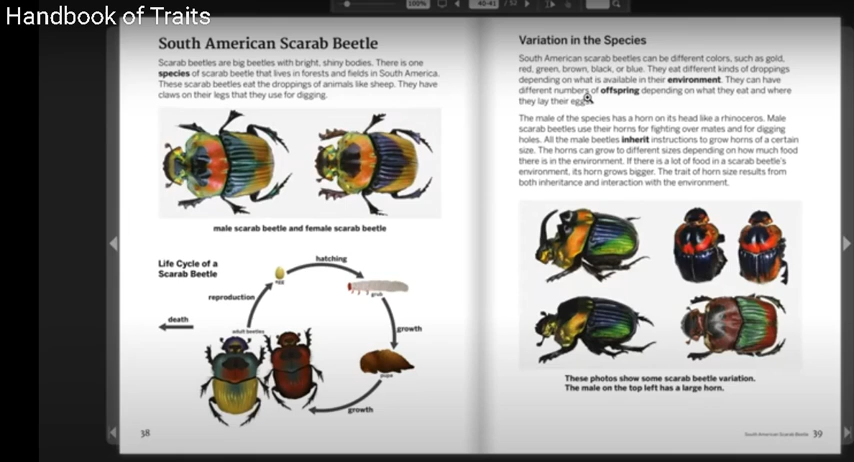 Handbook of Traits
100%
40-41
/ 52
South American Scarab Beetle
Scarab beetles are big beetles with bright, shiny bodies. There is one
species of scarab beetle that lives in forests and fields in South America.
These scarab beetles eat the droppings of animals like sheep. They have
claws on their legs that they use for digging.
male scarab beetle and female scarab beetle
Life Cycle of a
Scarab Beetle
hatching
egg
grub
reproduction
death
growth
adult beetles
pupa
growth
38
Variation in the Species
South American scarab beetles can be different colors, such as gold,
red, green, brown, black, or blue. They eat different kinds of droppings
depending on what is available in their environment. They can have
different numbers of offspring depending on what they eat and where
they lay their eggs.
The male of the species has a horn on its head like a rhinoceros. Male
scarab beetles use their horns for fighting over mates and for digging
holes. All the male beetles inherit instructions to grow horns of a certain
size. The horns can grow to different sizes depending on how much food
there is in the environment. If there is a lot of food in a scarab beetle's
environment, its horn grows bigger. The trait of horn size results from
both inheritance and interaction with the environment.
These photos show some scarab beetle variation.
The male on the top left has a large horn.
South American Scarab Beetle 39